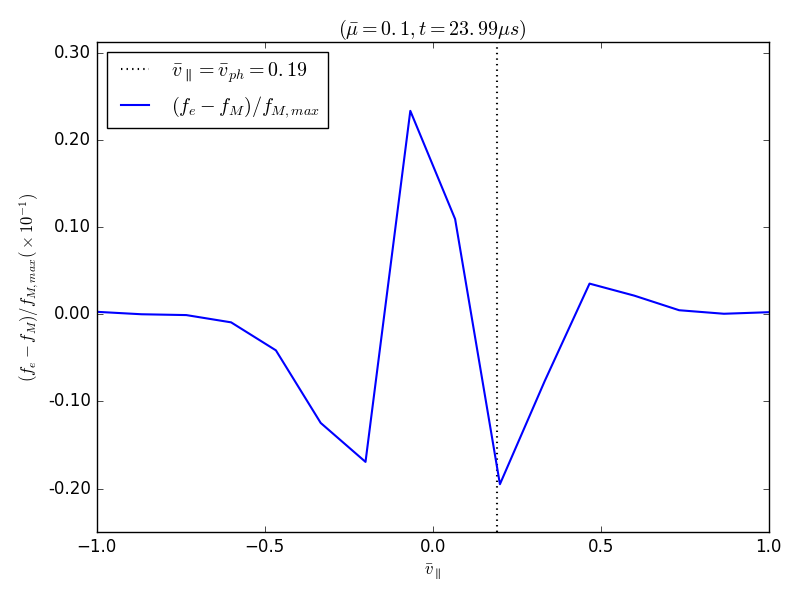 (μ̄ = 0.1, t = 23.99μs)
v̄∥ = v̄ph = 0.19
(fe − fM)/fM,max
(fe − fM)/fM,max(×10⁻¹)
0.30
0.20
0.10
0.00
-0.10
-0.20
−1.0 −0.5 0.0 0.5 1.0
v̄∥